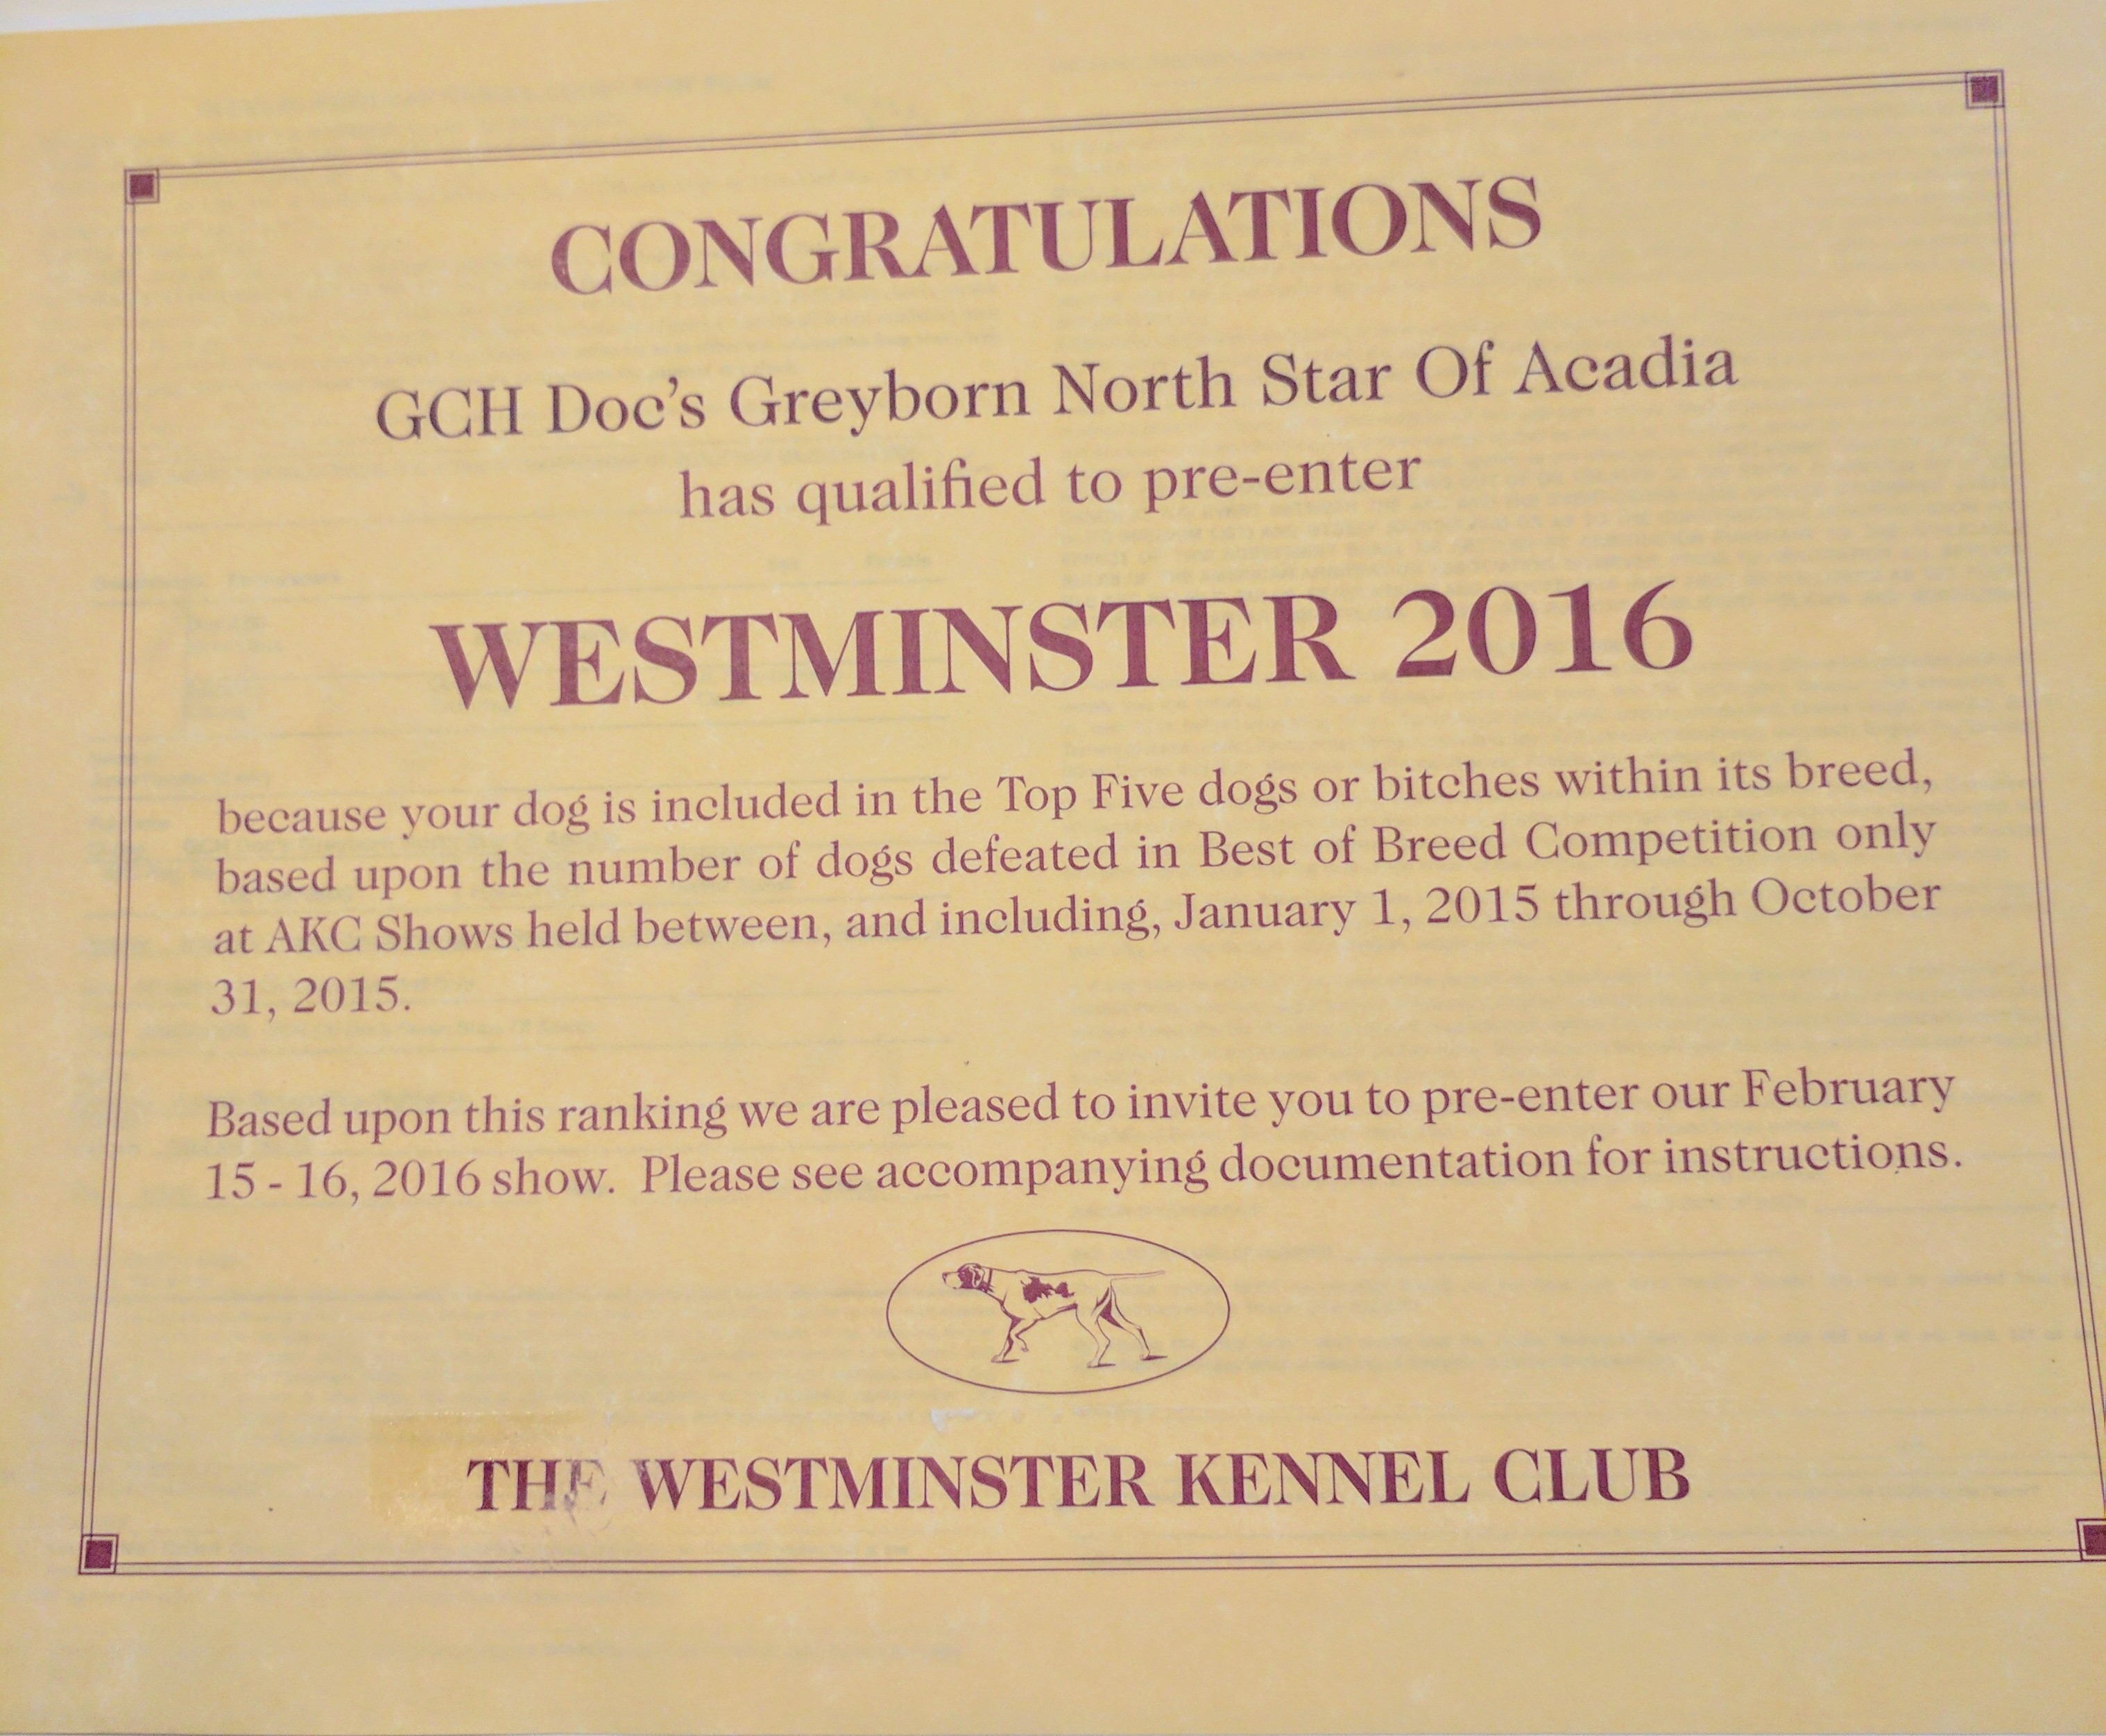 CONGRATULATIONS
GCH Doc's Greyborn North Star Of Acadia
has qualified to pre-enter
WESTMINSTER 2016
because your dog is included in the Top Five dogs or bitches within its breed,
based upon the number of dogs defeated in Best of Breed Competition only
at AKC Shows held between, and including, January 1, 2015 through October
31, 2015.
Based upon this ranking we are pleased to invite you to pre-enter our February
15 - 16, 2016 show. Please see accompanying documentation for instructions.
THE WESTMINSTER KENNEL CLUB